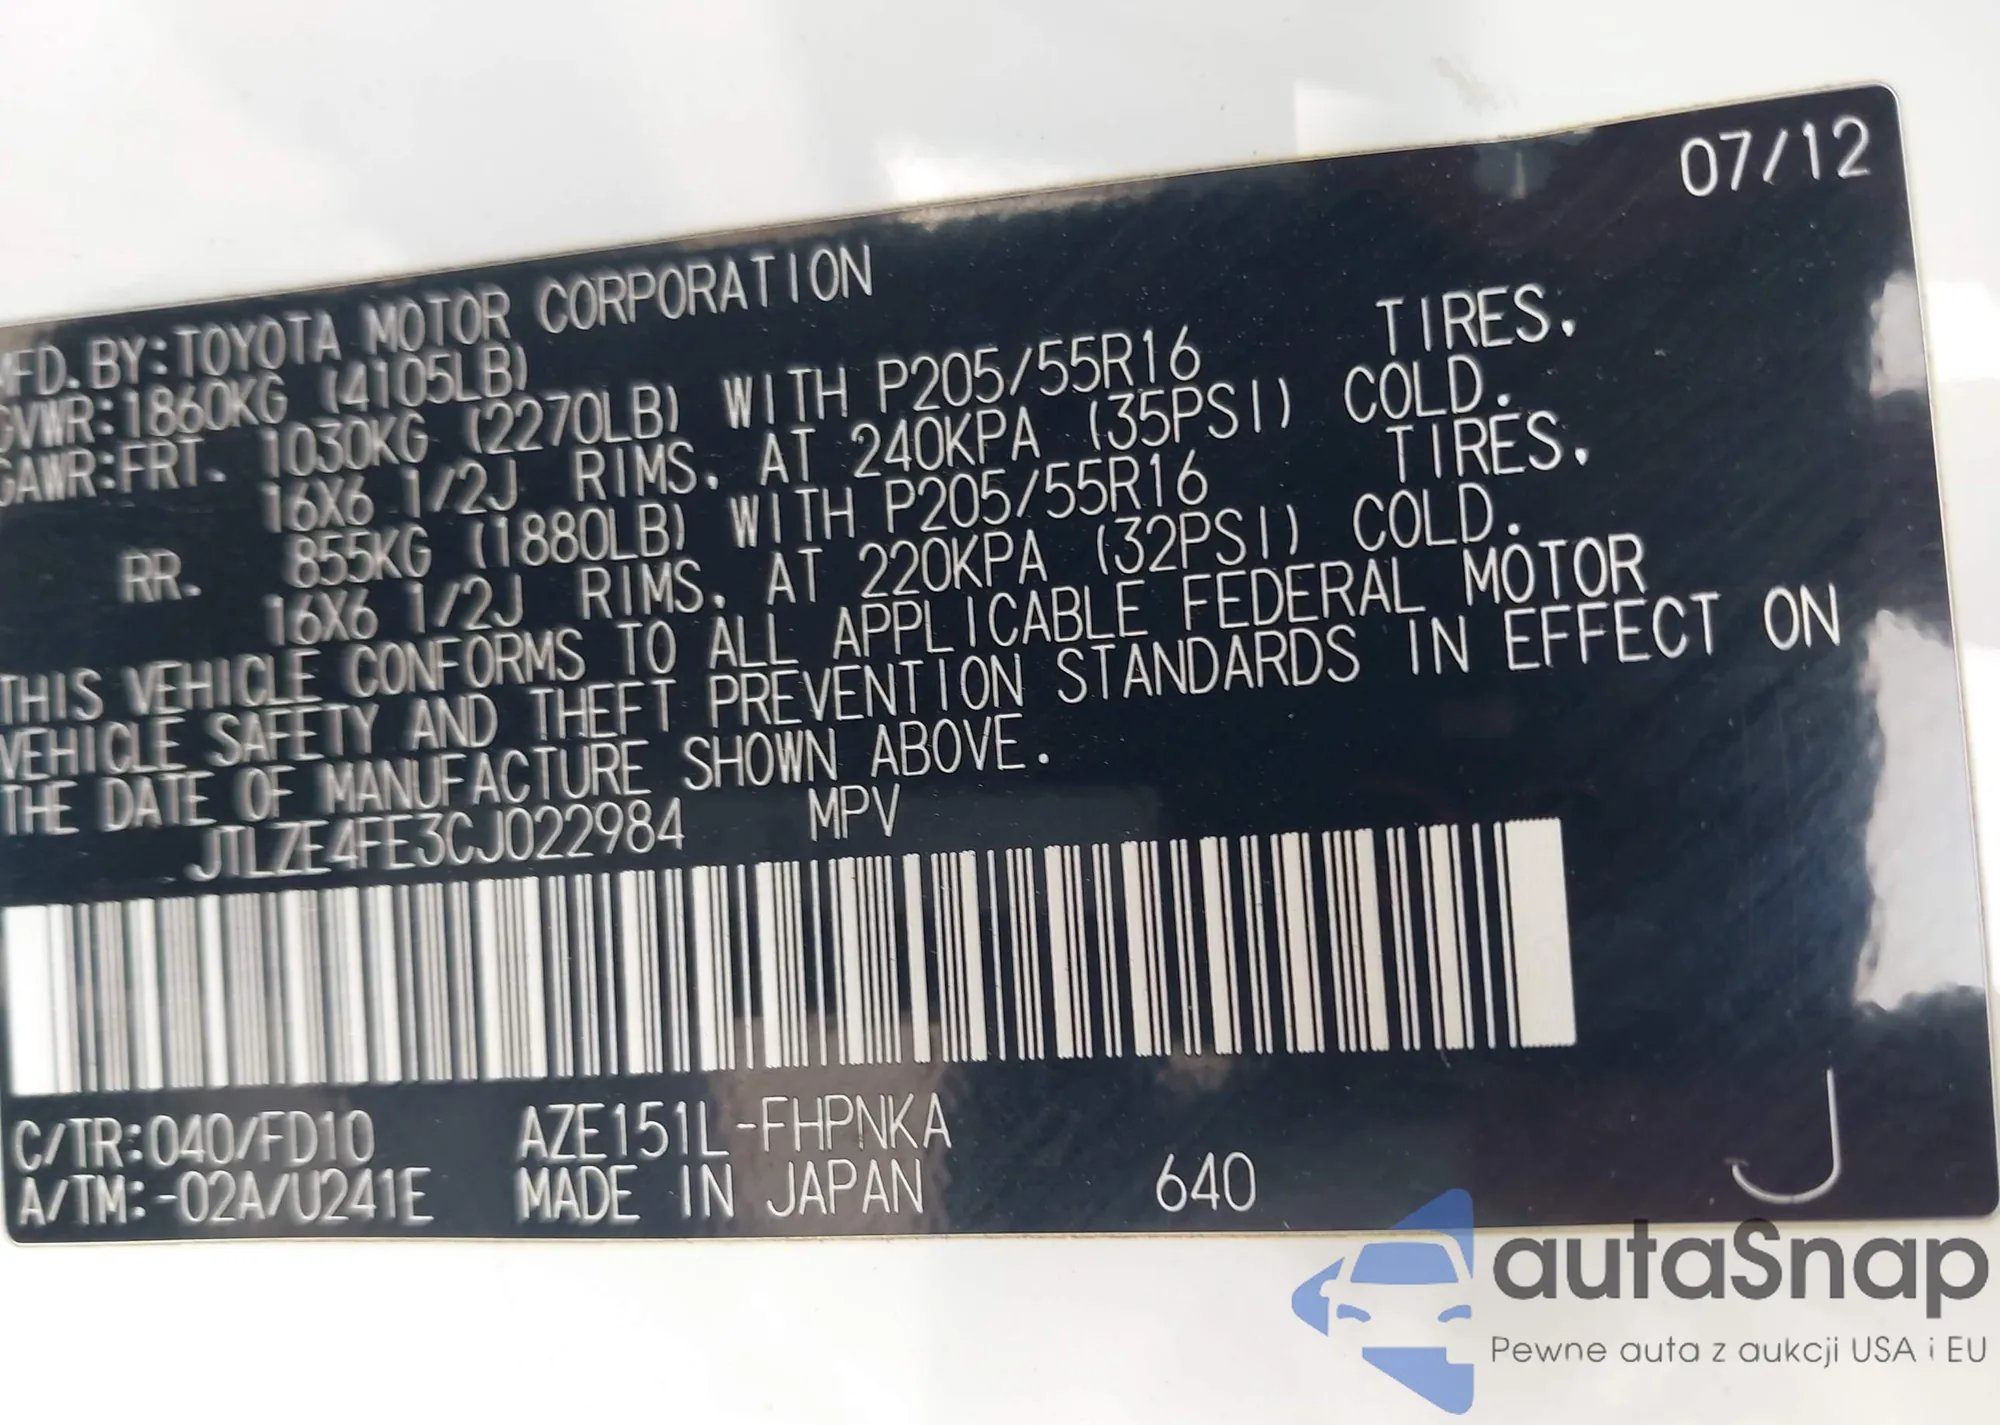 07/12
MFD. BY: TOYOTA MOTOR CORPORATION
GVWR: 1860KG (4105LB)
GAWR: FRT. 1030KG (2270LB) WITH P205/55R16 TIRES,
16X6 1/2J RIMS, AT 240KPA (35PSI) COLD.
RR. 855KG (1880LB) WITH P205/55R16 TIRES,
16X6 1/2J RIMS, AT 220KPA (32PSI) COLD.
THIS VEHICLE CONFORMS TO ALL APPLICABLE FEDERAL MOTOR
VEHICLE SAFETY AND THEFT PREVENTION STANDARDS IN EFFECT ON
THE DATE OF MANUFACTURE SHOWN ABOVE.
JTLZE4FE3CJ022984 MPV
C/TR: 040/FD10 AZE151L-FHPNKA
A/TM: -02A/U241E MADE IN JAPAN 640
J
autaSnap
Pewne auta z aukcji USA i EU